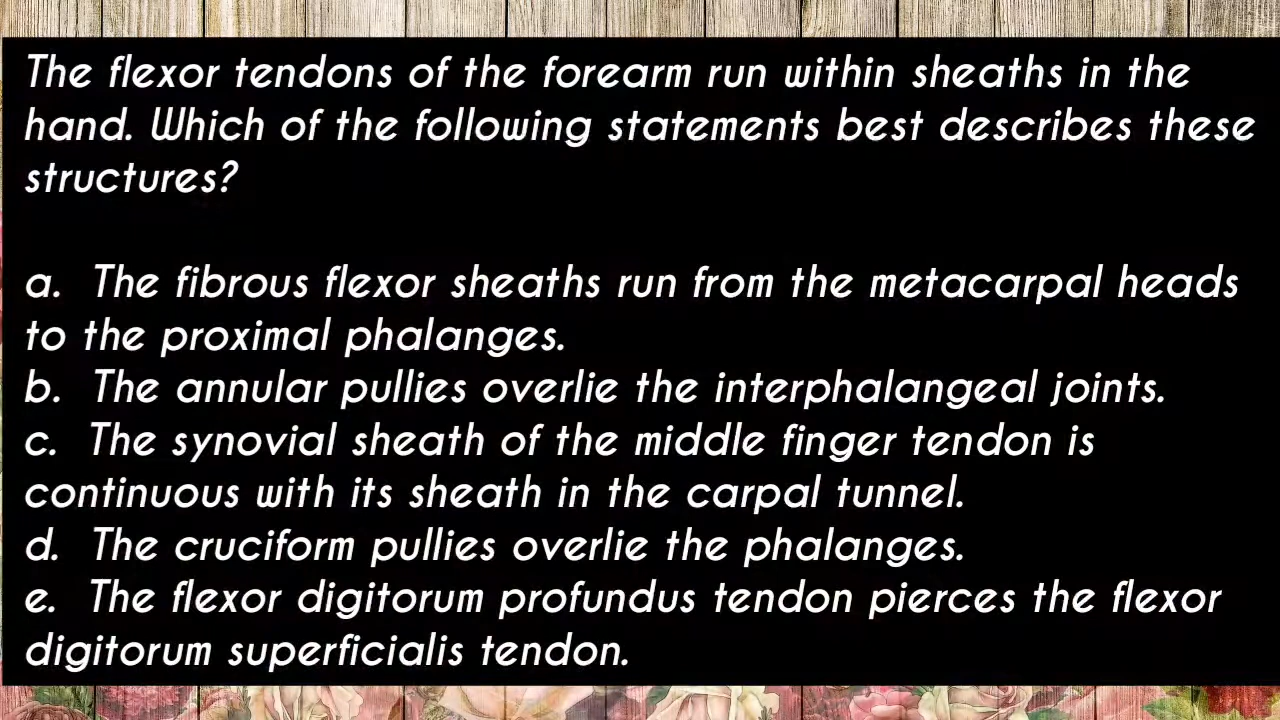 The flexor tendons of the forearm run within sheaths in the
hand. Which of the following statements best describes these
structures?
a. The fibrous flexor sheaths run from the metacarpal heads
to the proximal phalanges.
b. The annular pullies overlie the interphalangeal joints.
c. The synovial sheath of the middle finger tendon is
continuous with its sheath in the carpal tunnel.
d. The cruciform pullies overlie the phalanges.
e. The flexor digitorum profundus tendon pierces the flexor
digitorum superficialis tendon.